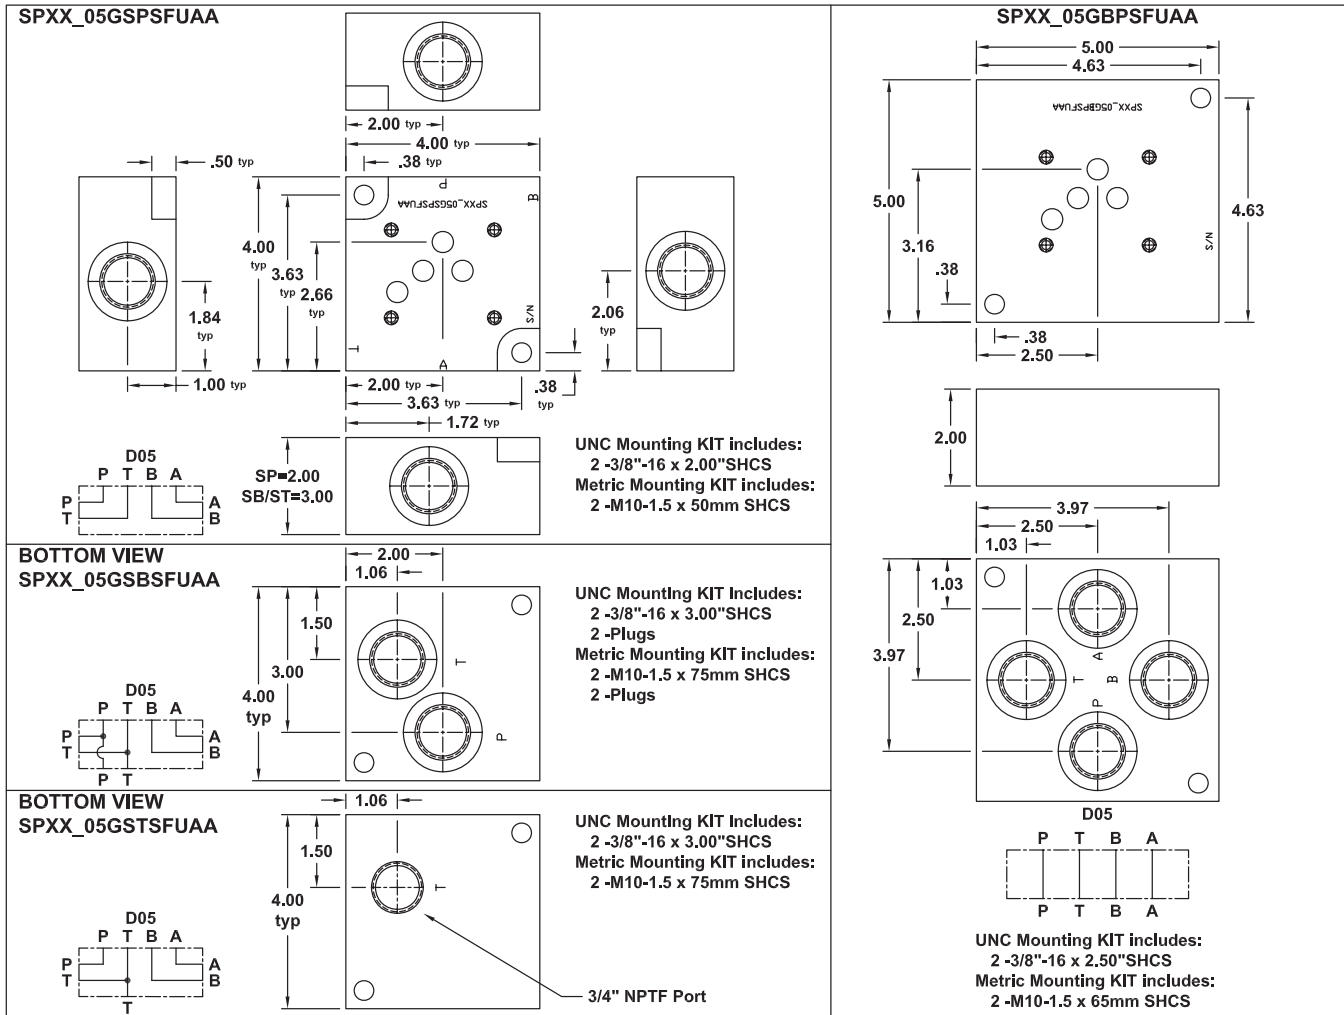 SPXX_05GSPSFUAA
2.00 typ
4.00 typ
.50 typ
.38 typ
P
B
SPXX_05GSPSFUAA
4.00
typ
3.63
typ
2.66
typ
1.84
typ
2.06
typ
S/N
T
A
1.00 typ
2.00 typ
.38
typ
3.63 typ
1.72 typ
SP=2.00
SB/ST=3.00
D05
P T B A
P A
T B
UNC Mounting KIT includes:
2 -3/8"-16 x 2.00"SHCS
Metric Mounting KIT includes:
2 -M10-1.5 x 50mm SHCS
BOTTOM VIEW
SPXX_05GSBSFUAA
2.00
1.06
1.50
3.00
4.00
typ
T
P
D05
P T B A
P A
T B
P T
UNC Mounting KIT Includes:
2 -3/8"-16 x 3.00"SHCS
2 -Plugs
Metric Mounting KIT includes:
2 -M10-1.5 x 75mm SHCS
2 -Plugs
BOTTOM VIEW
SPXX_05GSTSFUAA
1.06
1.50
4.00
typ
T
D05
P T B A
P A
T B
T
UNC Mounting KIT Includes:
2 -3/8"-16 x 3.00"SHCS
Metric Mounting KIT includes:
2 -M10-1.5 x 75mm SHCS
3/4" NPTF Port
SPXX_05GBPSFUAA
5.00
4.63
SPXX_05GBPSFUAA
5.00
3.16
4.63
S/N
.38
.38
2.50
2.00
3.97
2.50
1.03
1.03
2.50
3.97
A
T B
P
D05
P T B A
P T B A
UNC Mounting KIT includes:
2 -3/8"-16 x 2.50"SHCS
Metric Mounting KIT includes:
2 -M10-1.5 x 65mm SHCS